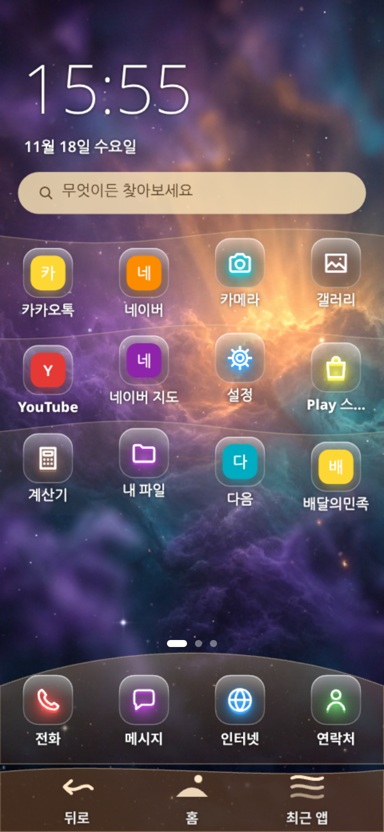 15:55
11월 18일 수요일
무엇이든 찾아보세요
카 네
카카오톡 네이버 카메라 갤러리
Y 네
YouTube 네이버 지도 설정 Play 스...
다 배
계산기 내 파일 다음 배달의민족
전화 메시지 인터넷 연락처
뒤로 홈 최근 앱